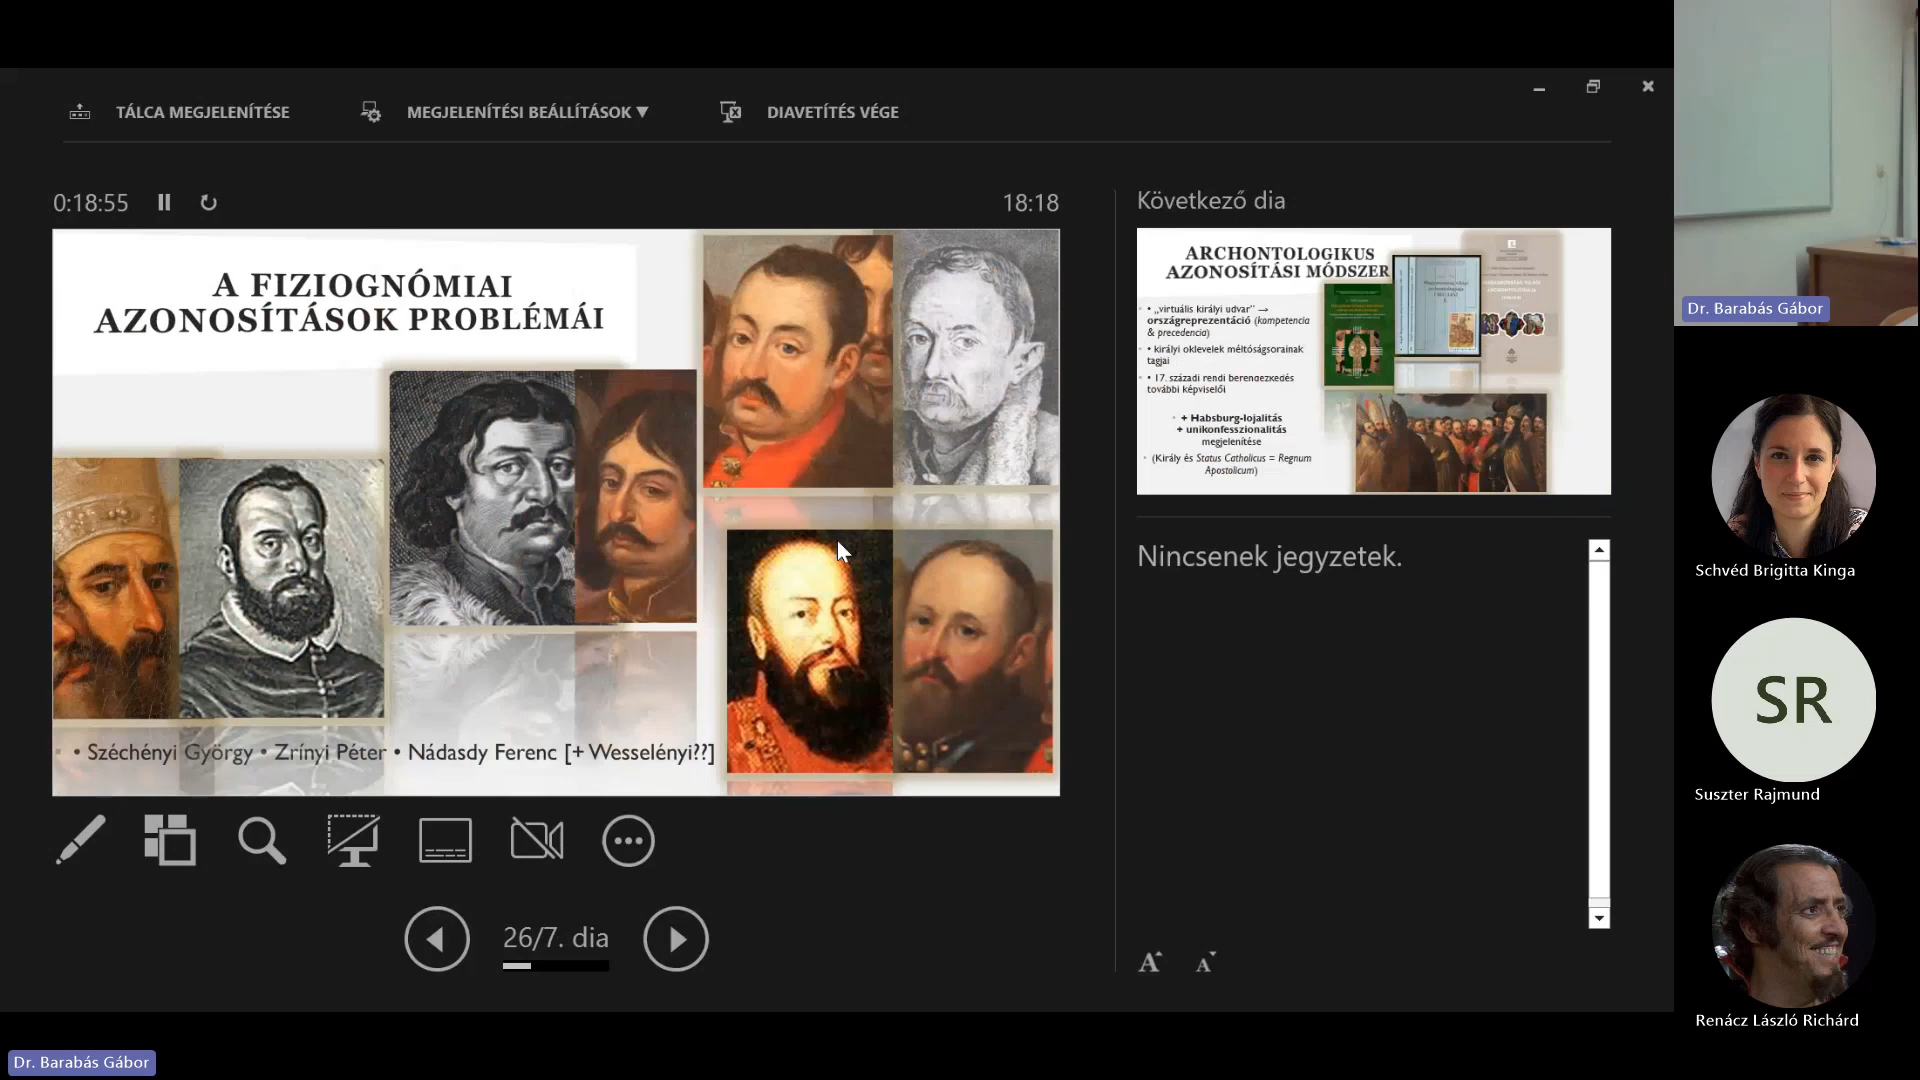 TÁLCA MEGJELENÍTÉSE
MEGJELENÍTÉSI BEÁLLÍTÁSOK ▼
DIAVETÍTÉS VÉGE
0:18:55
18:18
A FIZIOGNÓMIAI
AZONOSÍTÁSOK PROBLÉMÁI
• Széchényi György • Zrínyi Péter • Nádasdy Ferenc [+ Wesselényi??]
26/7. dia
Következő dia
ARCHONTOLOGIKUS
AZONOSÍTÁSI MÓDSZER
• „virtuális királyi udvar” →
országreprezentáció (kompetencia
& precedencia)
• királyi oklevelek méltóságsorainak
tagjai
• 17. századi rendi berendezkedés
további képviselői
+ Habsburg-lojalitás
+ unikonfesszionalitás
megjelenítése
(Király és Status Catholicus = Regnum
Apostolicum)
Nincsenek jegyzetek.
A A
Dr. Barabás Gábor
Schvéd Brigitta Kinga
SR
Suszter Rajmund
Renácz László Richárd
Dr. Barabás Gábor